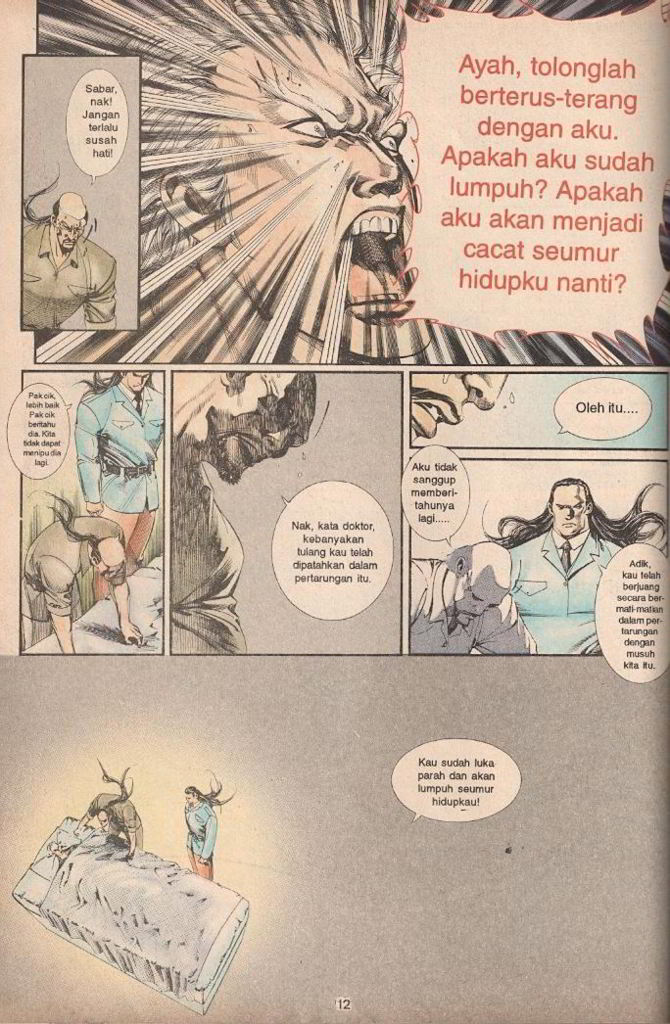 Sabar,
nak!
Jangan
terlalu
susah
hati!
Ayah, tolonglah
berterus-terang
dengan aku.
Apakah aku sudah
lumpuh? Apakah
aku akan menjadi
cacat seumur
hidupku nanti?
Pak cik,
lebih baik
Pak cik
beritahu
dia. Kita
tidak dapat
menipu dia
lagi.
Nak, kata doktor,
kebanyakan
tulang kau telah
dipatahkan dalam
pertarungan itu.
Oleh itu....
Aku tidak
sanggup
memberi-
tahunya
lagi.....
Adik,
kau telah
berjuang
secara ber-
mati-matian
dalam per-
tarungan
dengan
musuh
kita itu.
Kau sudah luka
parah dan akan
lumpuh seumur
hidupkau!
12